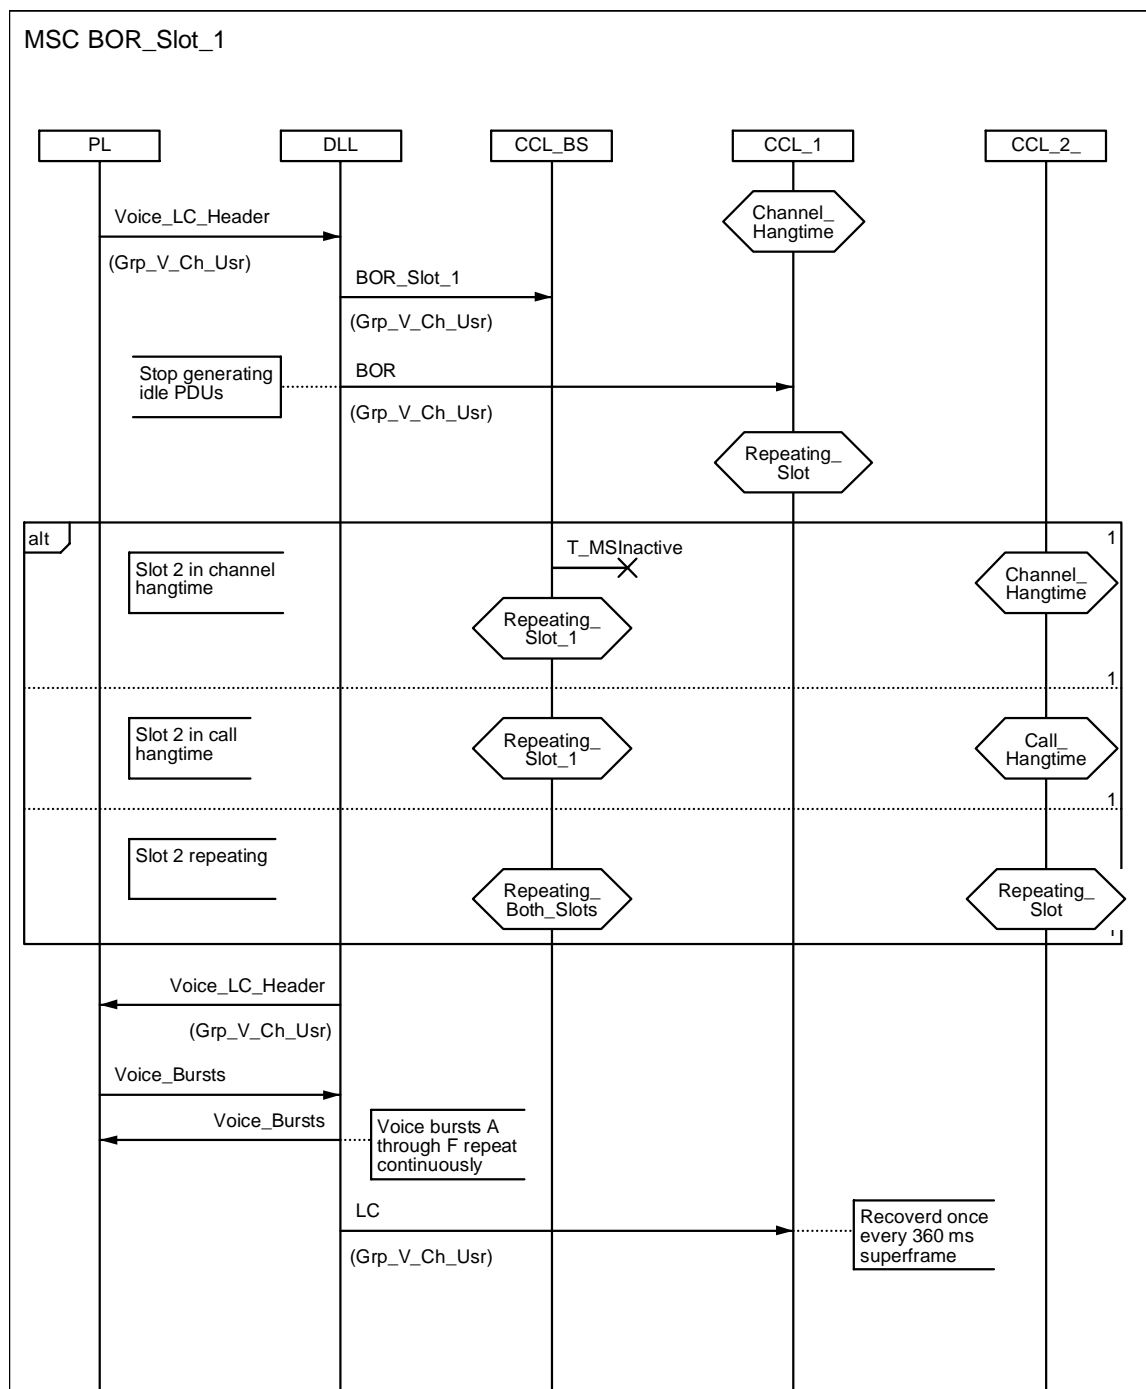 MSC BOR_Slot_1
PL
DLL
CCL_BS
CCL_1
CCL_2_
Voice_LC_Header
(Grp_V_Ch_Usr)
Channel_
Hangtime
BOR_Slot_1
(Grp_V_Ch_Usr)
Stop generating
idle PDUs
BOR
(Grp_V_Ch_Usr)
Repeating_
Slot
alt
1
T_MSInactive
Slot 2 in channel
hangtime
Channel_
Hangtime
Repeating_
Slot_1
1
Slot 2 in call
hangtime
Repeating_
Slot_1
Call_
Hangtime
1
Slot 2 repeating
Repeating_
Both_Slots
Repeating_
Slot
Voice_LC_Header
(Grp_V_Ch_Usr)
Voice_Bursts
Voice_Bursts
Voice bursts A
through F repeat
continuously
LC
(Grp_V_Ch_Usr)
Recoverd once
every 360 ms
superframe